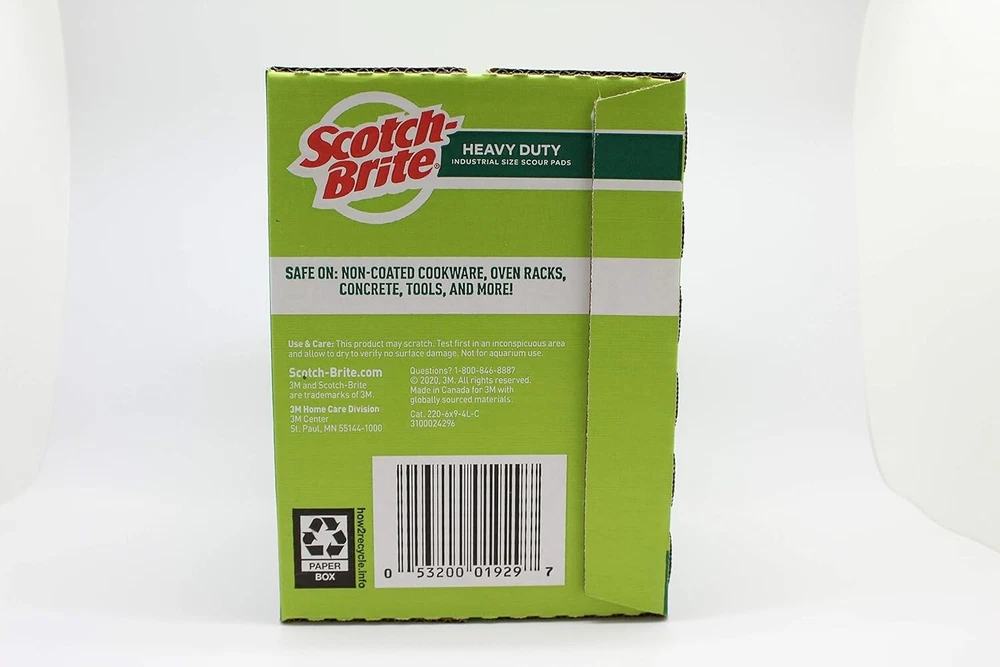 Scotch-
Brite®
HEAVY DUTY
INDUSTRIAL SIZE SCOUR PADS
SAFE ON: NON-COATED COOKWARE, OVEN RACKS,
CONCRETE, TOOLS, AND MORE!
Use & Care: This product may scratch. Test first in an inconspicuous area
and allow to dry to verify no surface damage. Not for aquarium use.
Scotch-Brite.com
3M and Scotch-Brite
are trademarks of 3M.
3M Home Care Division
3M Center
St. Paul, MN 55144-1000
Questions? 1-800-846-8887
© 2020, 3M. All rights reserved.
Made in Canada for 3M with
globally sourced materials.
Cat. 220-6x9-4L-C
3100024296
PAPER
BOX
how2recycle.info
0 53200 01929 7